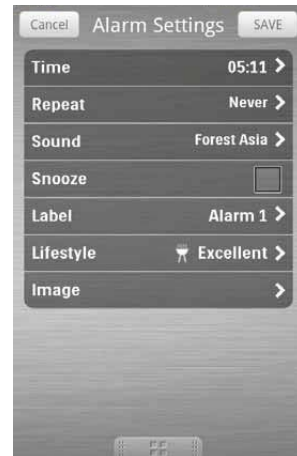 Cancel Alarm Settings SAVE
Time 05:11
Repeat Never
Sound Forest Asia
Snooze
Label Alarm 1
Lifestyle Excellent
Image